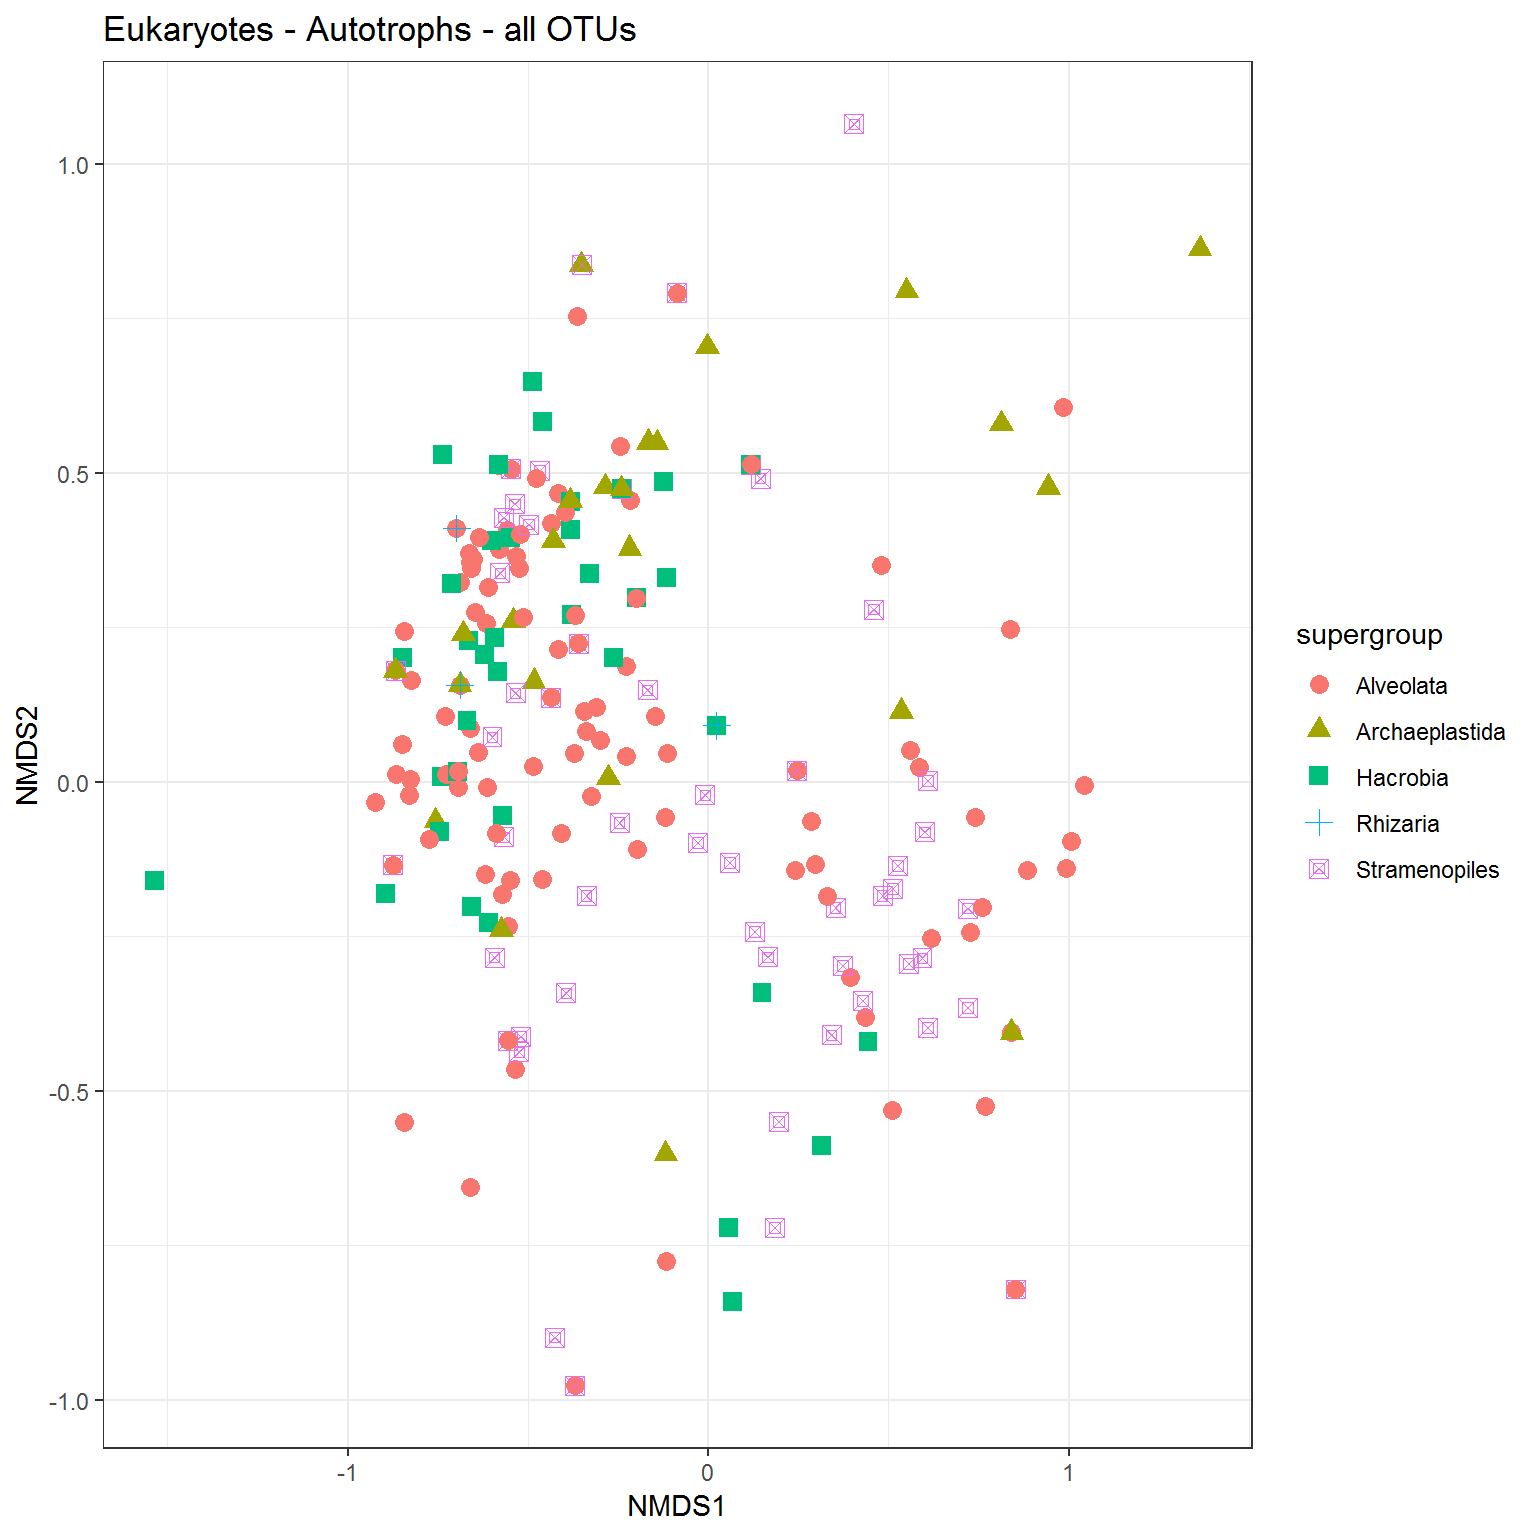 Eukaryotes - Autotrophs - all OTUs
1.0
0.5
0.0
-0.5
-1.0
NMDS2
-1
0
1
NMDS1
supergroup
Alveolata
Archaeplastida
Hacrobia
Rhizaria
Stramenopiles